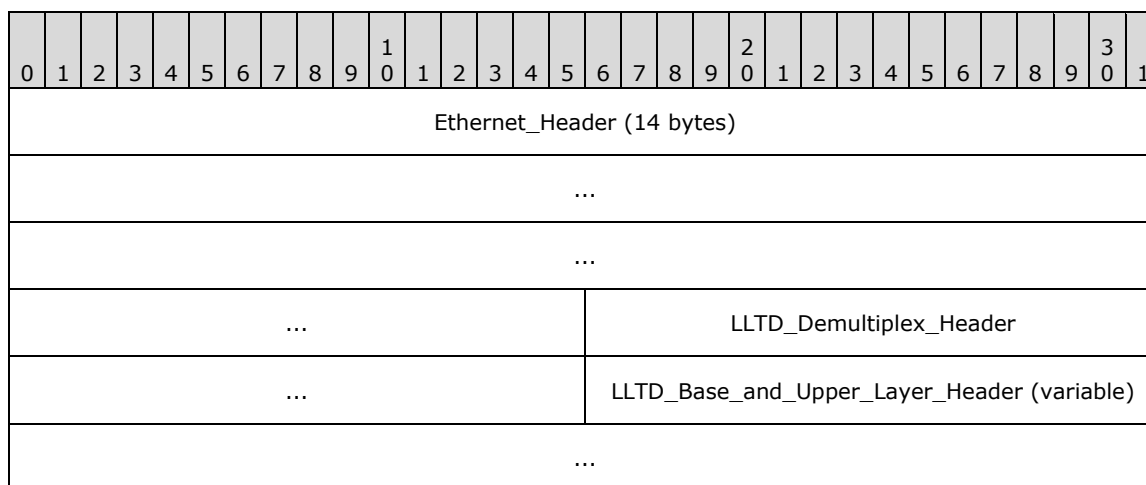 0 1 2 3 4 5 6 7 8 9 1 0 1 2 3 4 5 6 7 8 9 2 0 1 2 3 4 5 6 7 8 9 3 0 1
Ethernet_Header (14 bytes)
...
...
... LLTD_Demultiplex_Header
... LLTD_Base_and_Upper_Layer_Header (variable)
...